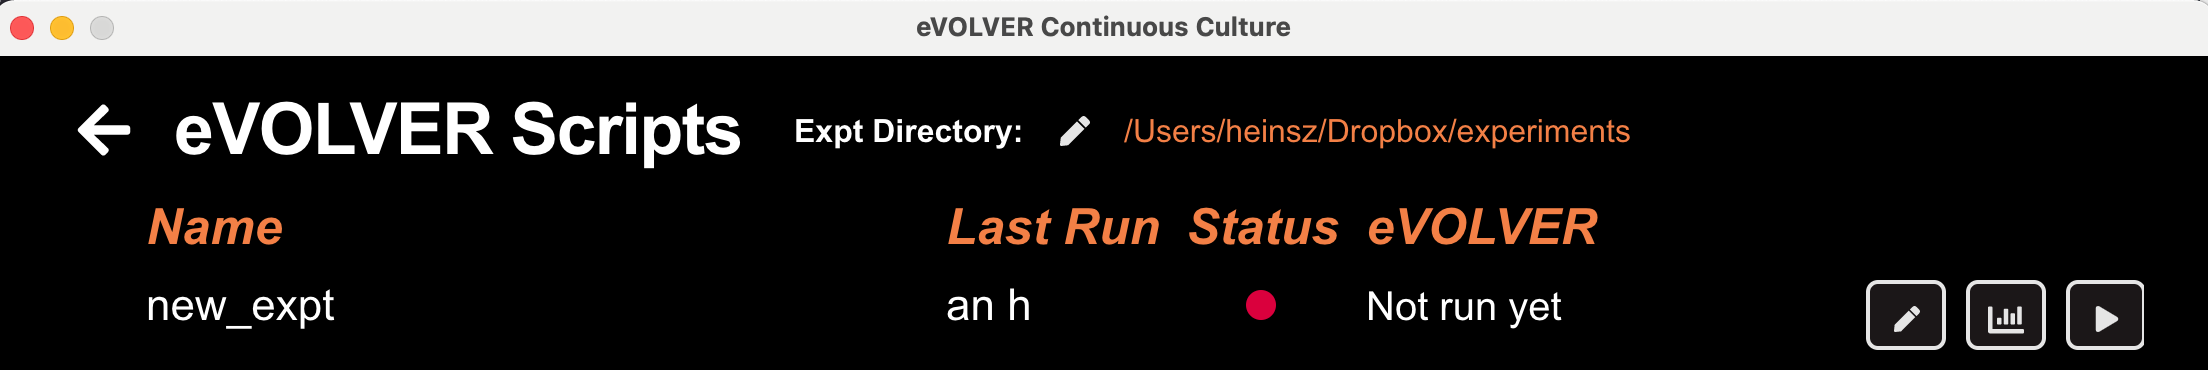 eVOLVER Continuous Culture
eVOLVER Scripts Expt Directory: /Users/heinsz/Dropbox/experiments
Name Last Run Status eVOLVER
new_expt an h Not run yet